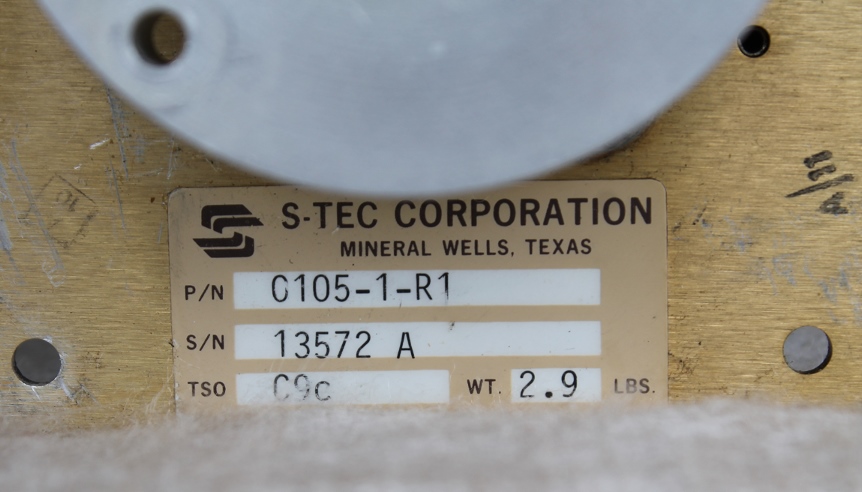 S-TEC CORPORATION
MINERAL WELLS, TEXAS
P/N 0105-1-R1
S/N 13572 A
TSO C9c WT. 2.9 LBS.